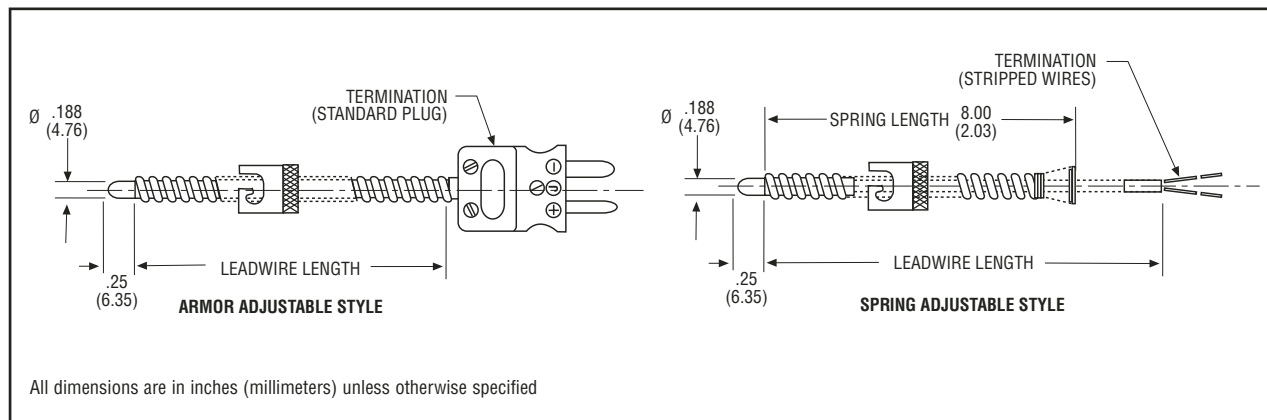 TERMINATION
(STANDARD PLUG)
Ø .188
(4.76)
−
J
+
LEADWIRE LENGTH
.25
(6.35)
ARMOR ADJUSTABLE STYLE
TERMINATION
(STRIPPED WIRES)
SPRING LENGTH 8.00
(2.03)
Ø .188
(4.76)
LEADWIRE LENGTH
.25
(6.35)
SPRING ADJUSTABLE STYLE
All dimensions are in inches (millimeters) unless otherwise specified